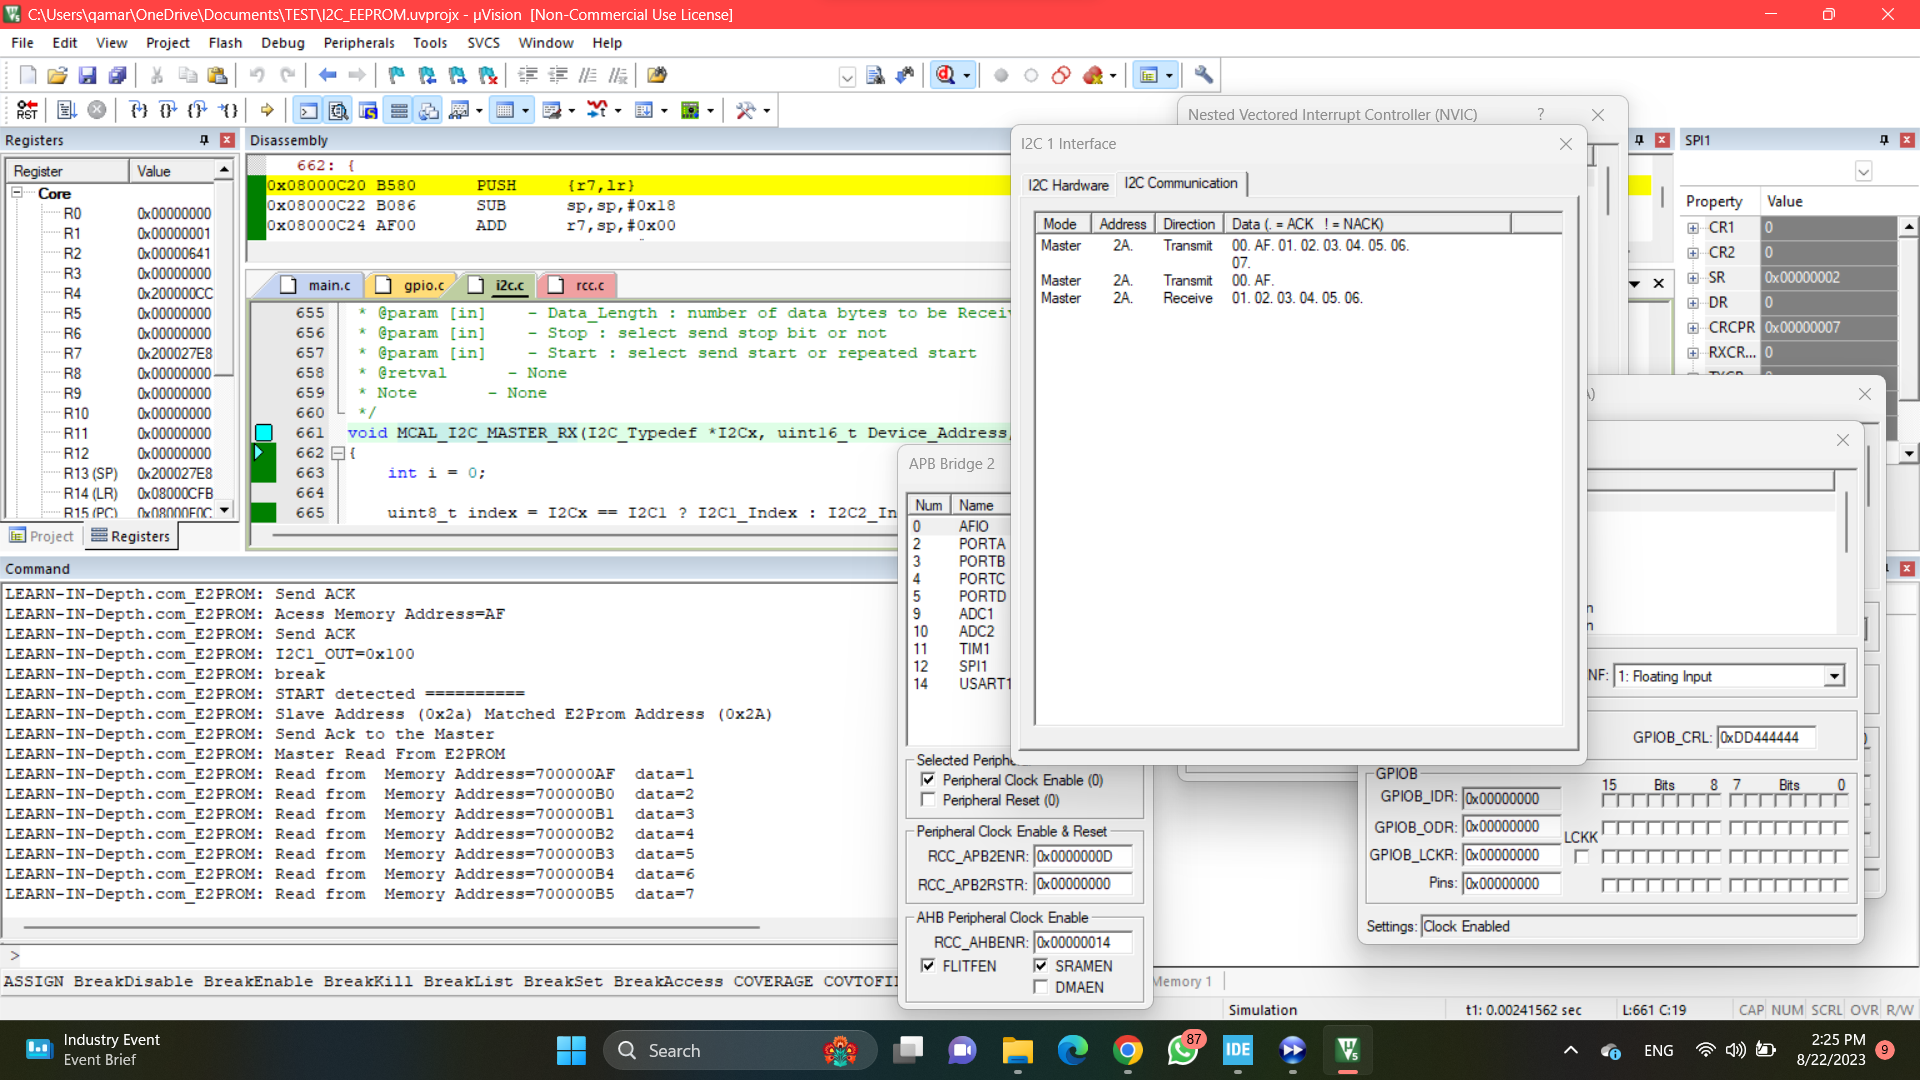 C:\Users\qamar\OneDrive\Documents\TEST\I2C_EEPROM.uvprojx - µVision [Non-Commercial Use License]
File Edit View Project Flash Debug Peripherals Tools SVCS Window Help
RST
Registers
Register Value
Core
R0 0x00000000
R1 0x00000001
R2 0x00000641
R3 0x00000000
R4 0x200000CC
R5 0x00000000
R6 0x00000000
R7 0x200027E8
R8 0x00000000
R9 0x00000000
R10 0x00000000
R11 0x00000000
R12 0x00000000
R13 (SP) 0x200027E8
R14 (LR) 0x08000CFB
R15 (PC)
Project Registers
Disassembly
662: {
0x08000C20 B580 PUSH {r7,lr}
0x08000C22 B086 SUB sp,sp,#0x18
0x08000C24 AF00 ADD r7,sp,#0x00
main.c gpio.c i2c.c rcc.c
655 * @param [in] - Data_Length : number of data bytes to be Recei
656 * @param [in] - Stop : select send stop bit or not
657 * @param [in] - Start : select send start or repeated start
658 * @retval - None
659 * Note - None
660 */
661 void MCAL_I2C_MASTER_RX(I2C_Typedef *I2Cx, uint16_t Device_Address,
662 {
663 int i = 0;
664
665 uint8_t index = I2Cx == I2C1 ? I2C1_Index : I2C2_In
Nested Vectored Interrupt Controller (NVIC) ?
I2C 1 Interface
I2C Hardware I2C Communication
Mode Address Direction Data (. = ACK ! = NACK)
Master 2A. Transmit 00. AF. 01. 02. 03. 04. 05. 06.
07.
Master 2A. Transmit 00. AF.
Master 2A. Receive 01. 02. 03. 04. 05. 06.
SPI1
Property Value
CR1 0
CR2 0
SR 0x00000002
DR 0
CRCPR 0x00000007
RXCR... 0
Command
LEARN-IN-Depth.com_E2PROM: Send ACK
LEARN-IN-Depth.com_E2PROM: Acess Memory Address=AF
LEARN-IN-Depth.com_E2PROM: Send ACK
LEARN-IN-Depth.com_E2PROM: I2C1_OUT=0x100
LEARN-IN-Depth.com_E2PROM: break
LEARN-IN-Depth.com_E2PROM: START detected ==========
LEARN-IN-Depth.com_E2PROM: Slave Address (0x2a) Matched E2Prom Address (0x2A)
LEARN-IN-Depth.com_E2PROM: Send Ack to the Master
LEARN-IN-Depth.com_E2PROM: Master Read From E2PROM
LEARN-IN-Depth.com_E2PROM: Read from Memory Address=700000AF data=1
LEARN-IN-Depth.com_E2PROM: Read from Memory Address=700000B0 data=2
LEARN-IN-Depth.com_E2PROM: Read from Memory Address=700000B1 data=3
LEARN-IN-Depth.com_E2PROM: Read from Memory Address=700000B2 data=4
LEARN-IN-Depth.com_E2PROM: Read from Memory Address=700000B3 data=5
LEARN-IN-Depth.com_E2PROM: Read from Memory Address=700000B4 data=6
LEARN-IN-Depth.com_E2PROM: Read from Memory Address=700000B5 data=7
>
ASSIGN BreakDisable BreakEnable BreakKill BreakList BreakSet BreakAccess COVERAGE COVTOFI
APB Bridge 2
Num Name
0 AFIO
2 PORTA
3 PORTB
4 PORTC
5 PORTD
9 ADC1
10 ADC2
11 TIM1
12 SPI1
14 USART1
Selected Periph
Peripheral Clock Enable (0)
Peripheral Reset (0)
Peripheral Clock Enable & Reset
RCC_APB2ENR: 0x0000000D
RCC_APB2RSTR: 0x00000000
AHB Peripheral Clock Enable
RCC_AHBENR: 0x00000014
FLITFEN SRAMEN
DMAEN
NF: 1: Floating Input
GPIOB_CRL: 0xDD444444
GPIOB
15 Bits 8 7 Bits 0
GPIOB_IDR: 0x00000000
GPIOB_ODR: 0x00000000
LCKK
GPIOB_LCKR: 0x00000000
Pins: 0x00000000
Settings: Clock Enabled
Memory 1
Simulation t1: 0.00241562 sec L:661 C:19 CAP NUM SCRL OVR R/W
Industry Event
Event Brief
Search
87
IDE
ENG
2:25 PM
8/22/2023
9